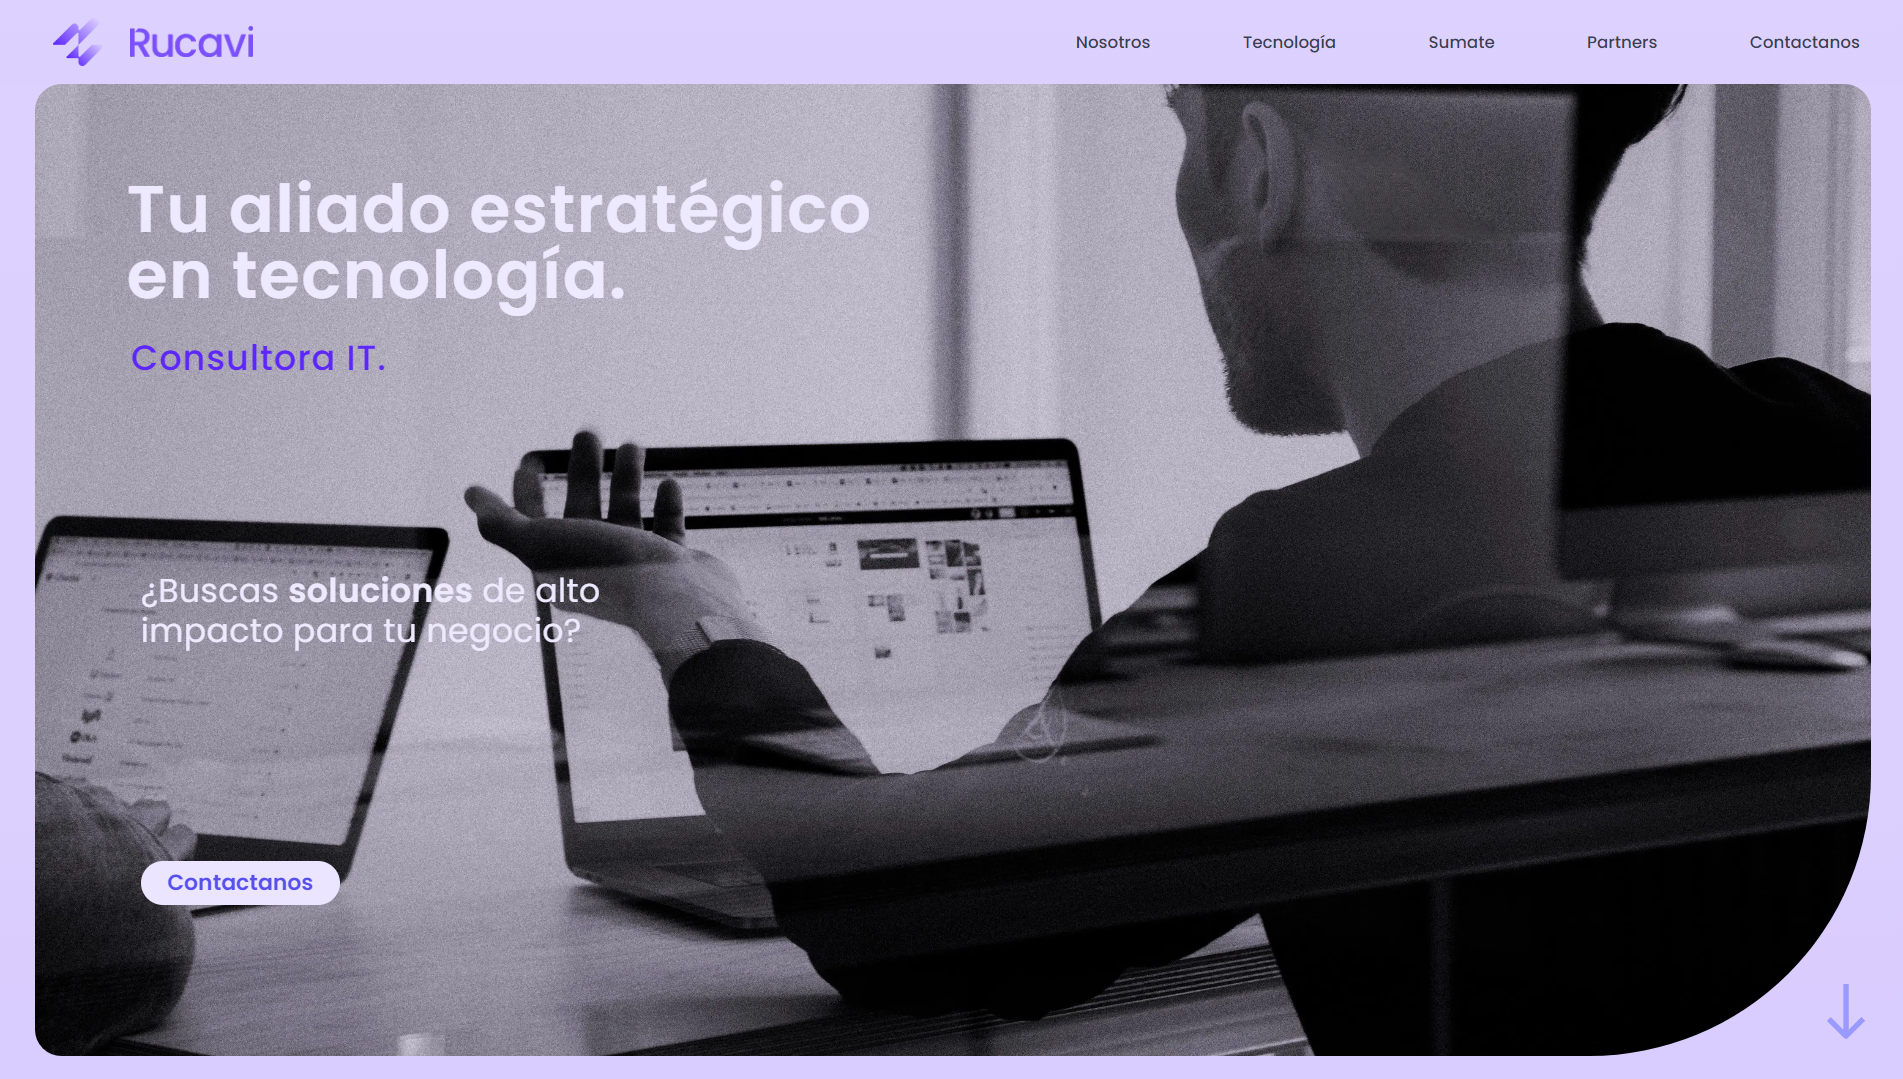 Rucavi
Nosotros
Tecnología
Sumate
Partners
Contactanos
Tu aliado estratégico
en tecnología.
Consultora IT.
¿Buscas soluciones de alto
impacto para tu negocio?
Contactanos